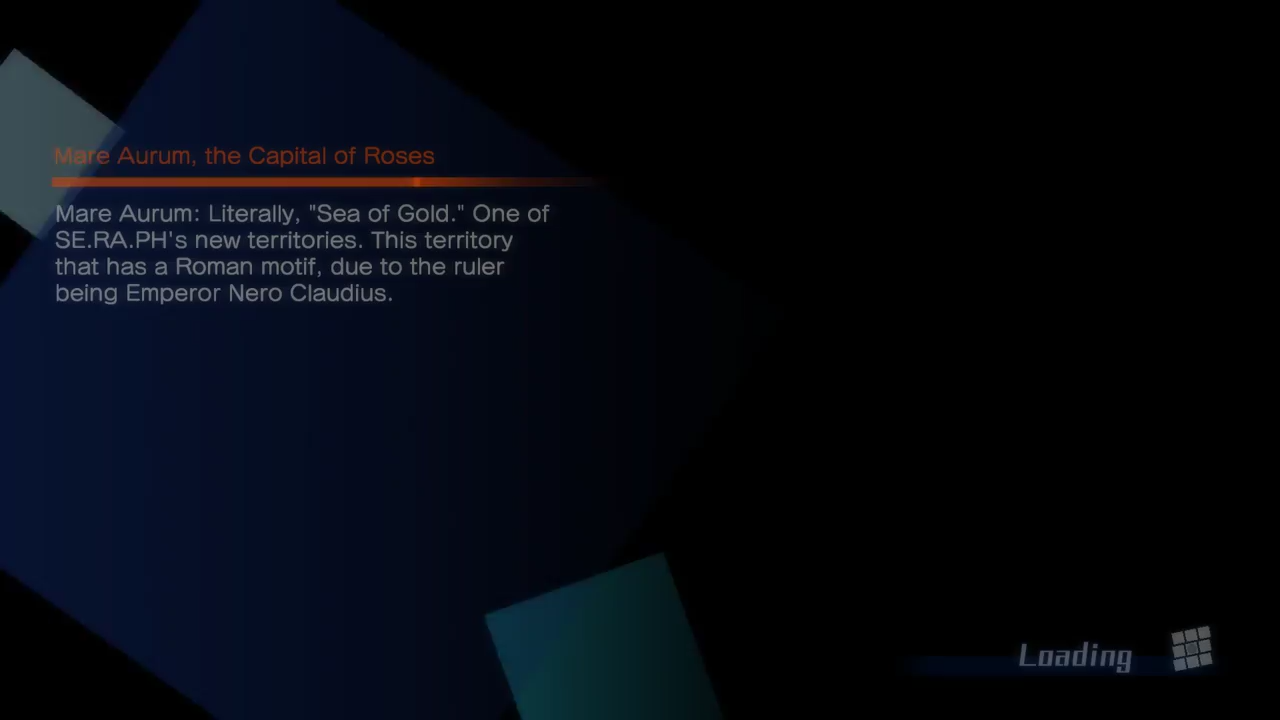 Mare Aurum, the Capital of Roses
Mare Aurum: Literally, "Sea of Gold." One of
SE.RA.PH's new territories. This territory
that has a Roman motif, due to the ruler
being Emperor Nero Claudius.
Loading